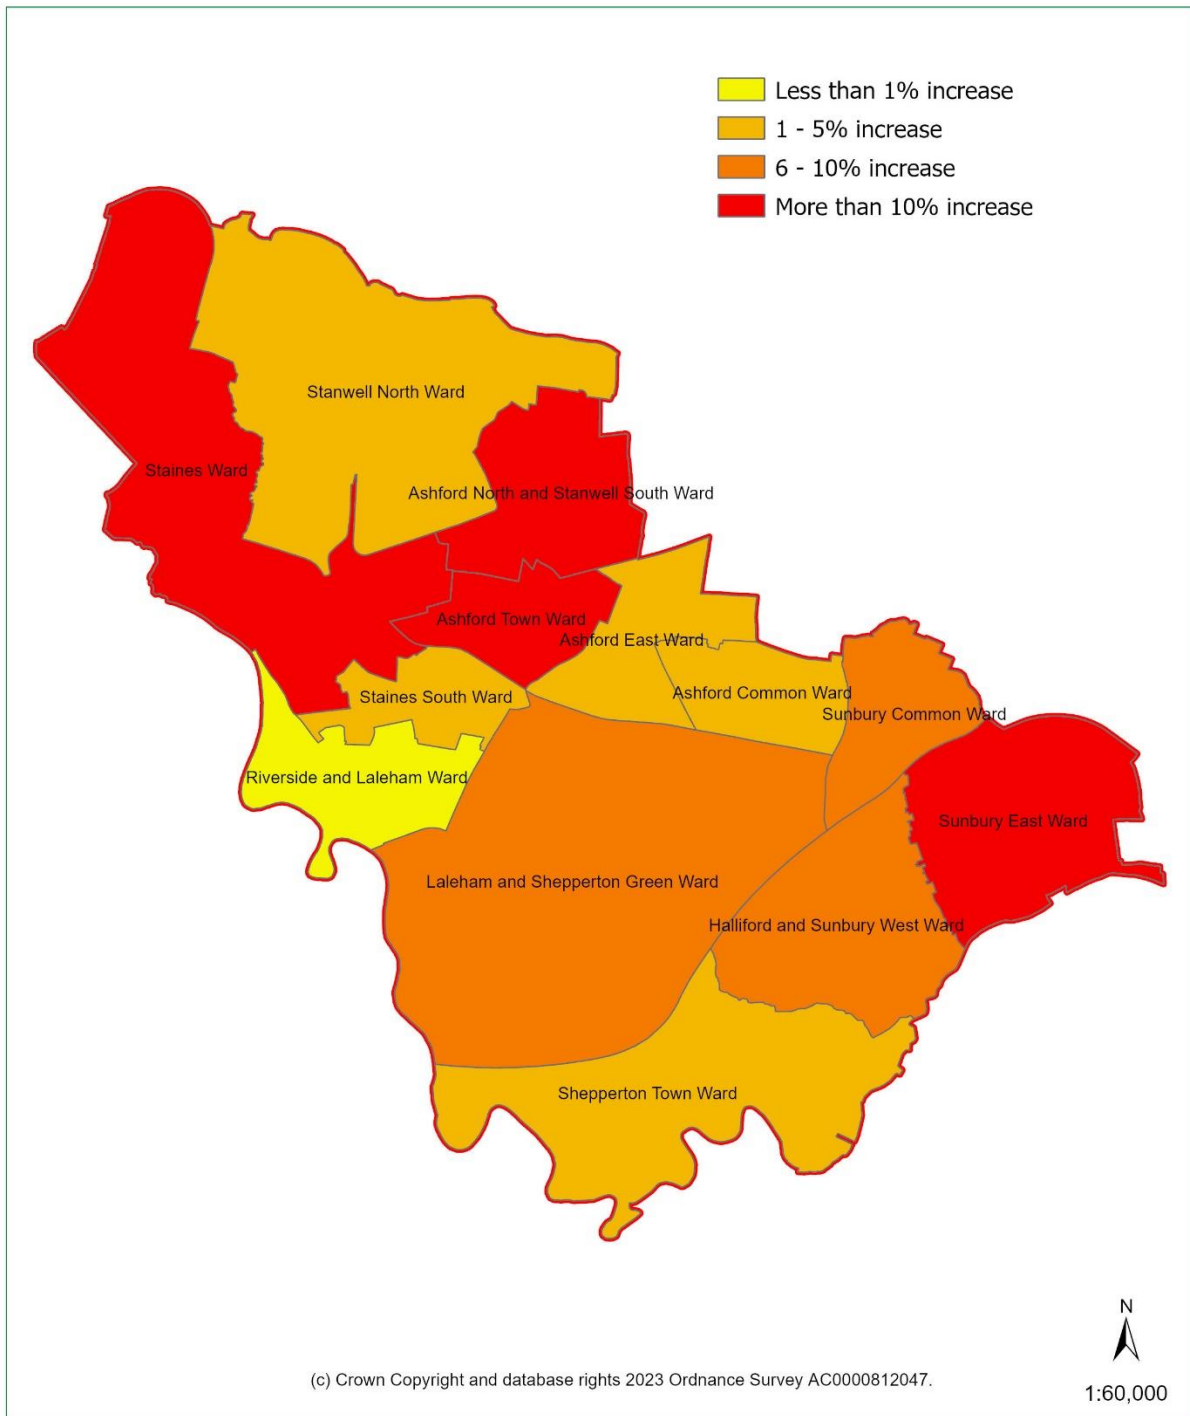 Less than 1% increase
1 - 5% increase
6 - 10% increase
More than 10% increase
Stanwell North Ward
Staines Ward
Ashford North and Stanwell South Ward
Ashford Town Ward
Ashford East Ward
Staines South Ward
Ashford Common Ward
Sunbury Common Ward
Riverside and Laleham Ward
Sunbury East Ward
Laleham and Shepperton Green Ward
Halliford and Sunbury West Ward
Shepperton Town Ward
N
(c) Crown Copyright and database rights 2023 Ordnance Survey AC0000812047.
1:60,000